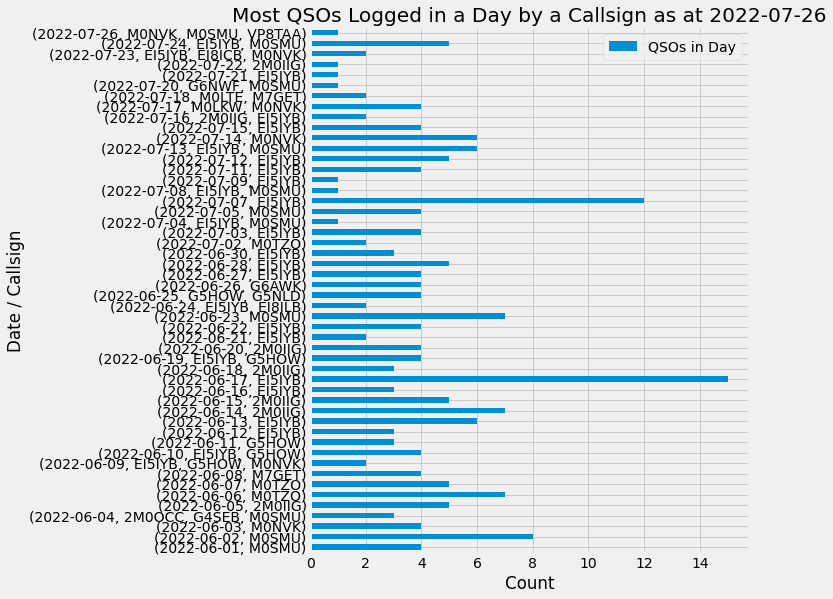 Most QSOs Logged in a Day by a Callsign as at 2022-07-26
QSOs in Day
Date / Callsign
(2022-07-26, M0NVK, M0SMU, VP8TAA)
(2022-07-24, EI5IYB, M0SMU)
(2022-07-23, EI5IYB, EI8ICB, M0NVK)
(2022-07-22, 2M0IIG)
(2022-07-21, EI5IYB)
(2022-07-20, G6NWF, M0SMU)
(2022-07-18, M0LTE, M7GET)
(2022-07-17, M0LKW, M0NVK)
(2022-07-16, 2M0IIG, EI5IYB)
(2022-07-15, EI5IYB)
(2022-07-14, M0NVK)
(2022-07-13, EI5IYB, M0SMU)
(2022-07-12, EI5IYB)
(2022-07-11, EI5IYB)
(2022-07-09, EI5IYB)
(2022-07-08, EI5IYB, M0SMU)
(2022-07-07, EI5IYB)
(2022-07-05, M0SMU)
(2022-07-04, EI5IYB, M0SMU)
(2022-07-03, EI5IYB)
(2022-07-02, M0TZO)
(2022-06-30, EI5IYB)
(2022-06-28, EI5IYB)
(2022-06-27, EI5IYB)
(2022-06-26, G6AWK)
(2022-06-25, G5HOW, G5NLD)
(2022-06-24, EI5IYB, EI8ILB)
(2022-06-23, M0SMU)
(2022-06-22, EI5IYB)
(2022-06-21, EI5IYB)
(2022-06-20, 2M0IIG)
(2022-06-19, EI5IYB, G5HOW)
(2022-06-18, 2M0IIG)
(2022-06-17, EI5IYB)
(2022-06-16, EI5IYB)
(2022-06-15, 2M0IIG)
(2022-06-14, 2M0IIG)
(2022-06-13, EI5IYB)
(2022-06-12, EI5IYB)
(2022-06-11, G5HOW)
(2022-06-10, EI5IYB, G5HOW)
(2022-06-09, EI5IYB, G5HOW, M0NVK)
(2022-06-08, M7GET)
(2022-06-07, M0TZO)
(2022-06-06, M0TZO)
(2022-06-05, 2M0IIG)
(2022-06-04, 2M0OCC, G4SEB, M0SMU)
(2022-06-03, M0NVK)
(2022-06-02, M0SMU)
(2022-06-01, M0SMU)
0 2 4 6 8 10 12 14
Count